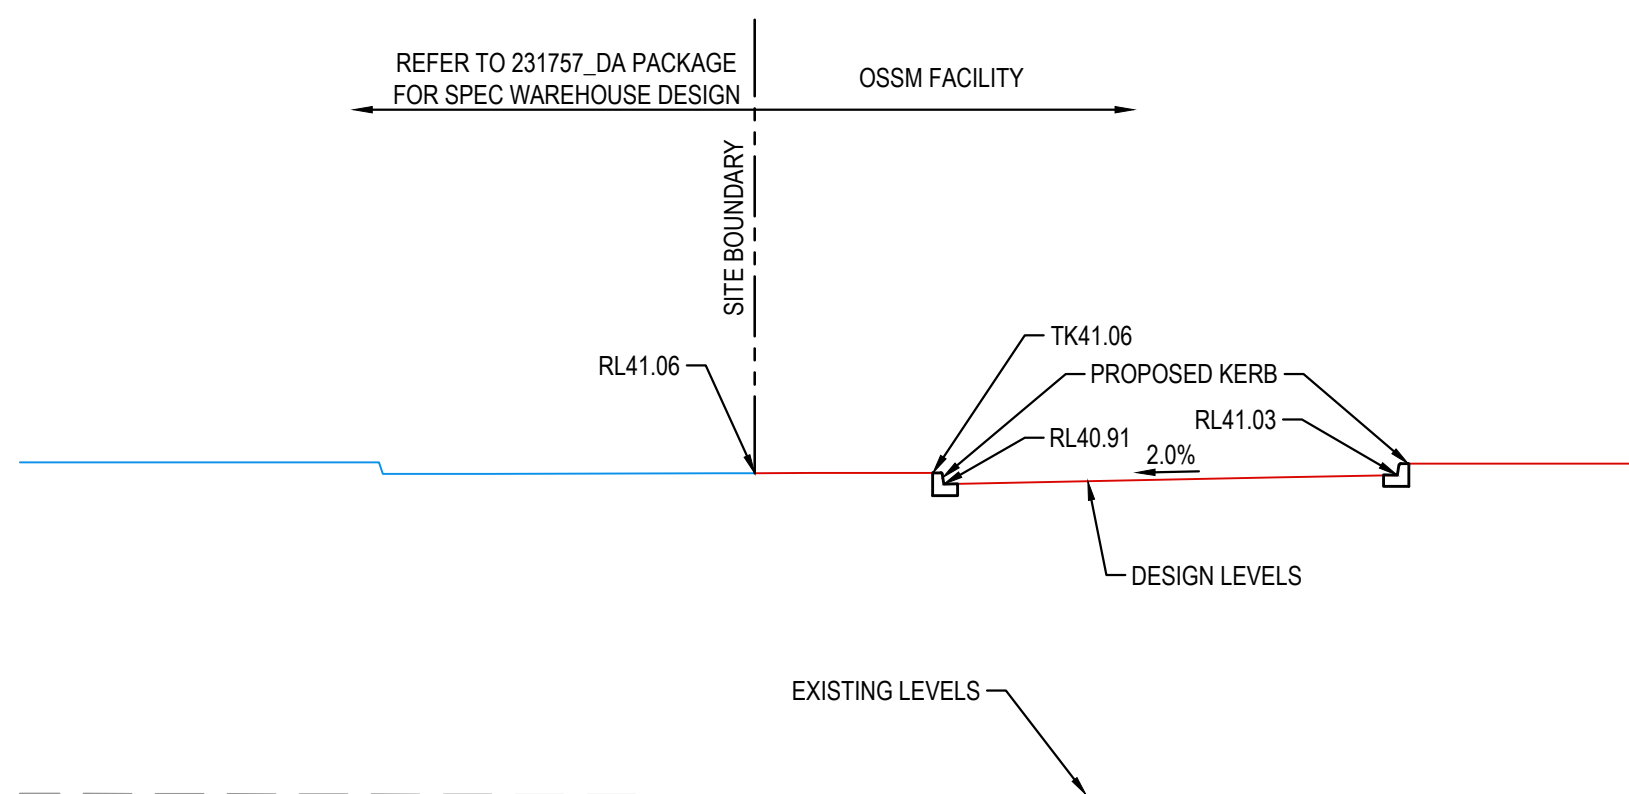 REFER TO 231757_DA PACKAGE
FOR SPEC WAREHOUSE DESIGN
OSSM FACILITY
SITE BOUNDARY
RL41.06
TK41.06
PROPOSED KERB
RL41.03
RL40.91
2.0%
DESIGN LEVELS
EXISTING LEVELS